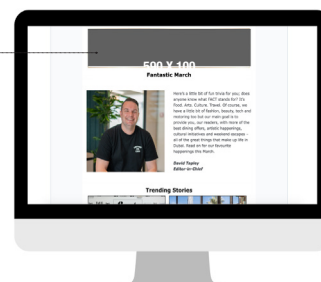 500 X 100
Fantastic March
Here's a little bit of fun trivia for you; does
anyone know what FACT stands for? It's
Food, Arts, Culture, Travel. Of course, we
have a little bit of fashion, beauty, tech and
motoring too but our main goal is to
provide you, our readers, with more of the
best dining offers, artistic happenings,
cultural initiatives and weekend escapes -
all of the great things that make up life in
Dubai. Read on for our favourite
happenings this March.
David Tapley
Editor-in-Chief
Trending Stories